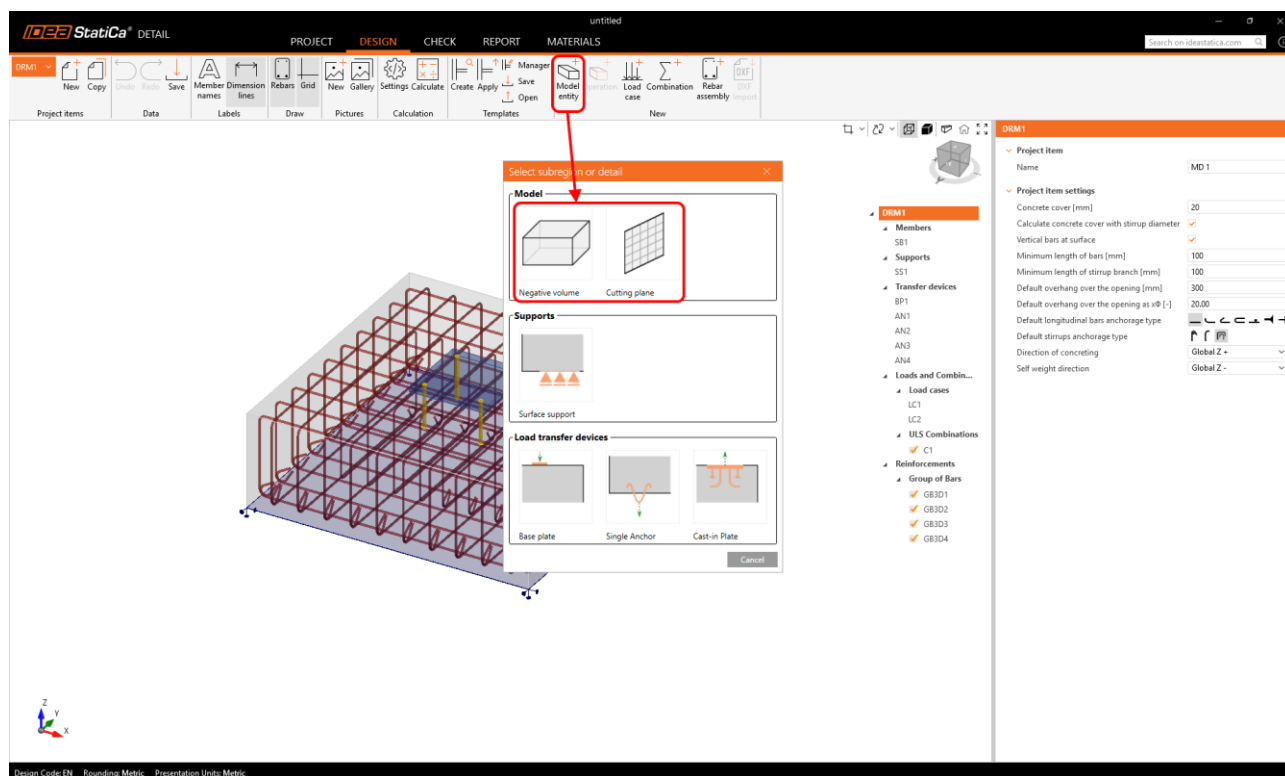 untitled
IDEA StatiCa® DETAIL
PROJECT DESIGN CHECK REPORT MATERIALS
Search on ideastatica.com
DRM1
New Copy
Undo Redo Save
Member names Dimension lines
Rebars Grid
New Gallery
Settings Calculate
Create Apply Manager
Save
Open
Model entity
Operation
Load case
Combination
Rebar assembly
DXF
Import
Project items Data Labels Draw Pictures Calculation Templates New
Select subregion or detail
Model
Negative volume Cutting plane
Supports
Surface support
Load transfer devices
Base plate Single Anchor Cast-in Plate
Cancel
DRM1
Members
SB1
Supports
SS1
Transfer devices
BP1
AN1
AN2
AN3
AN4
Loads and Combin...
Load cases
LC1
LC2
ULS Combinations
C1
Reinforcements
Group of Bars
GB3D1
GB3D2
GB3D3
GB3D4
DRM1
Project item
Name MD 1
Project item settings
Concrete cover [mm] 20
Calculate concrete cover with stirrup diameter
Vertical bars at surface
Minimum length of bars [mm] 100
Minimum length of stirrup branch [mm] 100
Default overhang over the opening [mm] 300
Default overhang over the opening as xΦ [-] 20.00
Default longitudinal bars anchorage type
Default stirrups anchorage type
Direction of concreting Global Z +
Self weight direction Global Z -
Z
Y
X
Design Code: EN Rounding: Metric Presentation Units: Metric